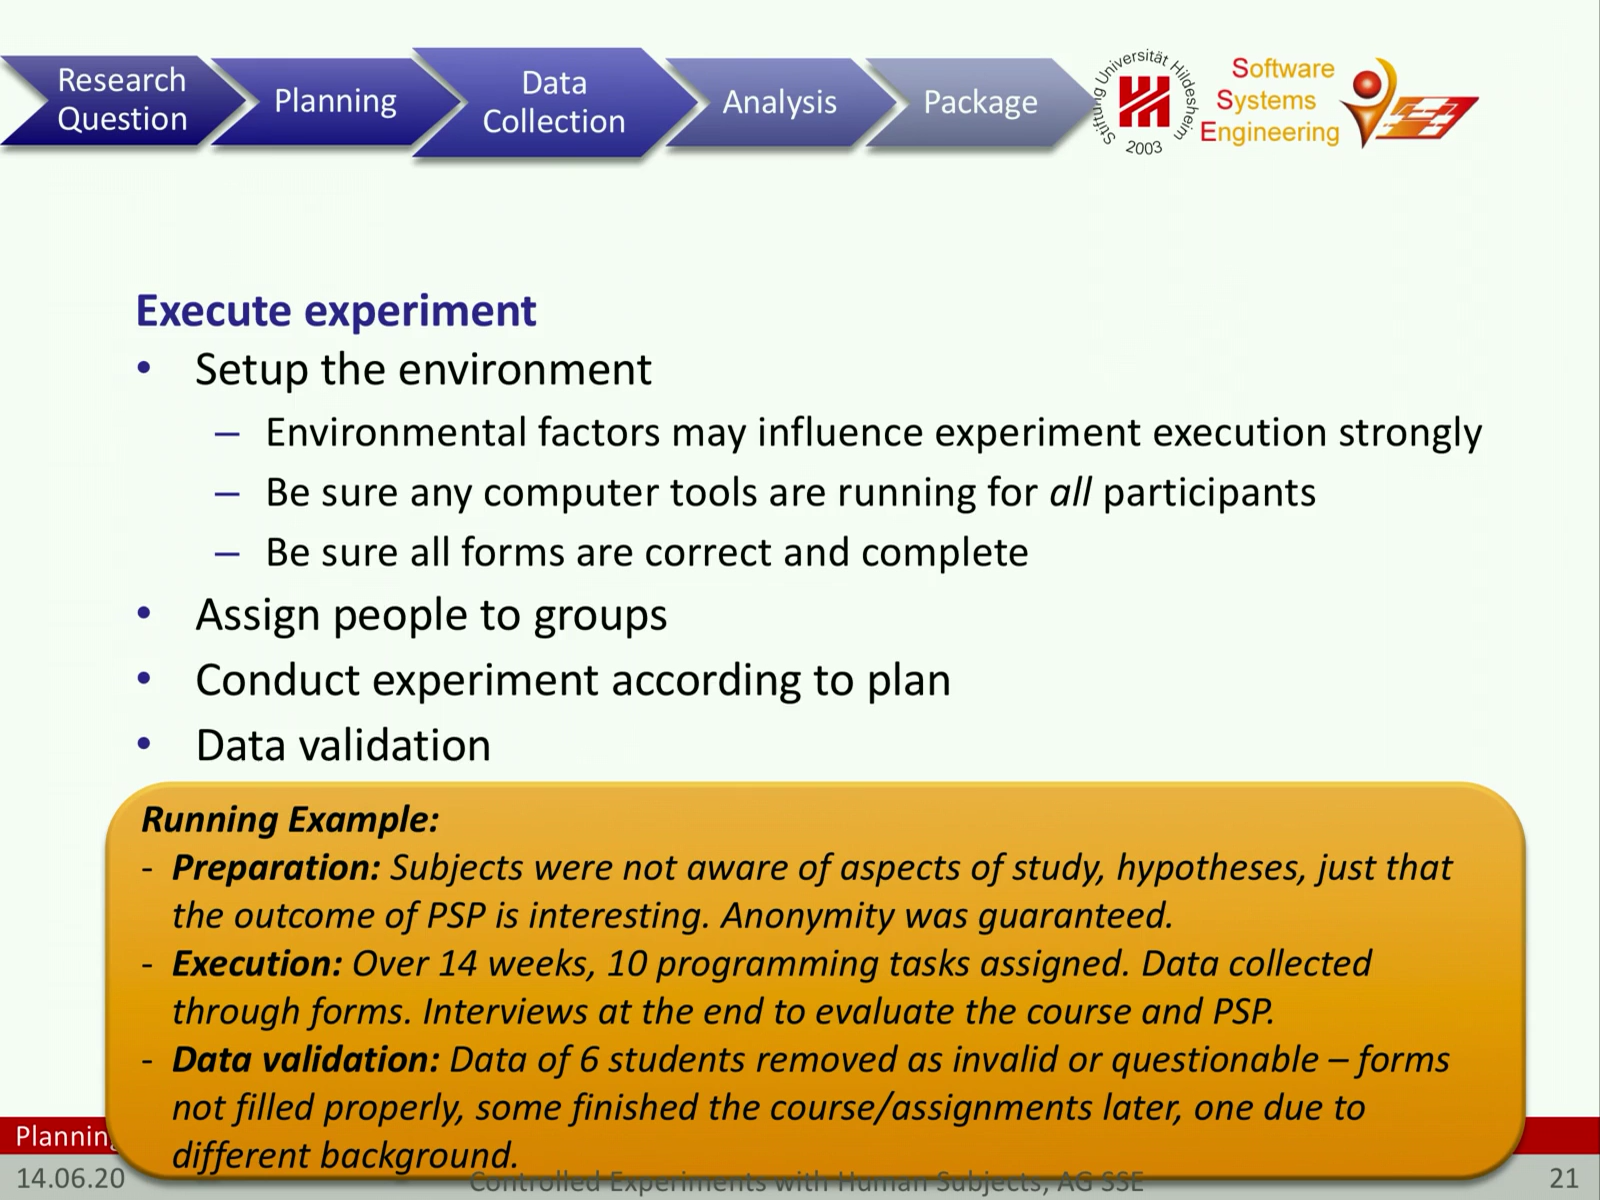 Research
Question
Planning
Data
Collection
Analysis
Package
Stiftung Universität Hildesheim
2003
Software
Systems
Engineering
Execute experiment
• Setup the environment
– Environmental factors may influence experiment execution strongly
– Be sure any computer tools are running for all participants
– Be sure all forms are correct and complete
• Assign people to groups
• Conduct experiment according to plan
• Data validation
Running Example:
- Preparation: Subjects were not aware of aspects of study, hypotheses, just that
the outcome of PSP is interesting. Anonymity was guaranteed.
- Execution: Over 14 weeks, 10 programming tasks assigned. Data collected
through forms. Interviews at the end to evaluate the course and PSP.
- Data validation: Data of 6 students removed as invalid or questionable – forms
not filled properly, some finished the course/assignments later, one due to
different background.
Planning
14.06.20
Controlled Experiments with Human Subjects, AG SSE
21